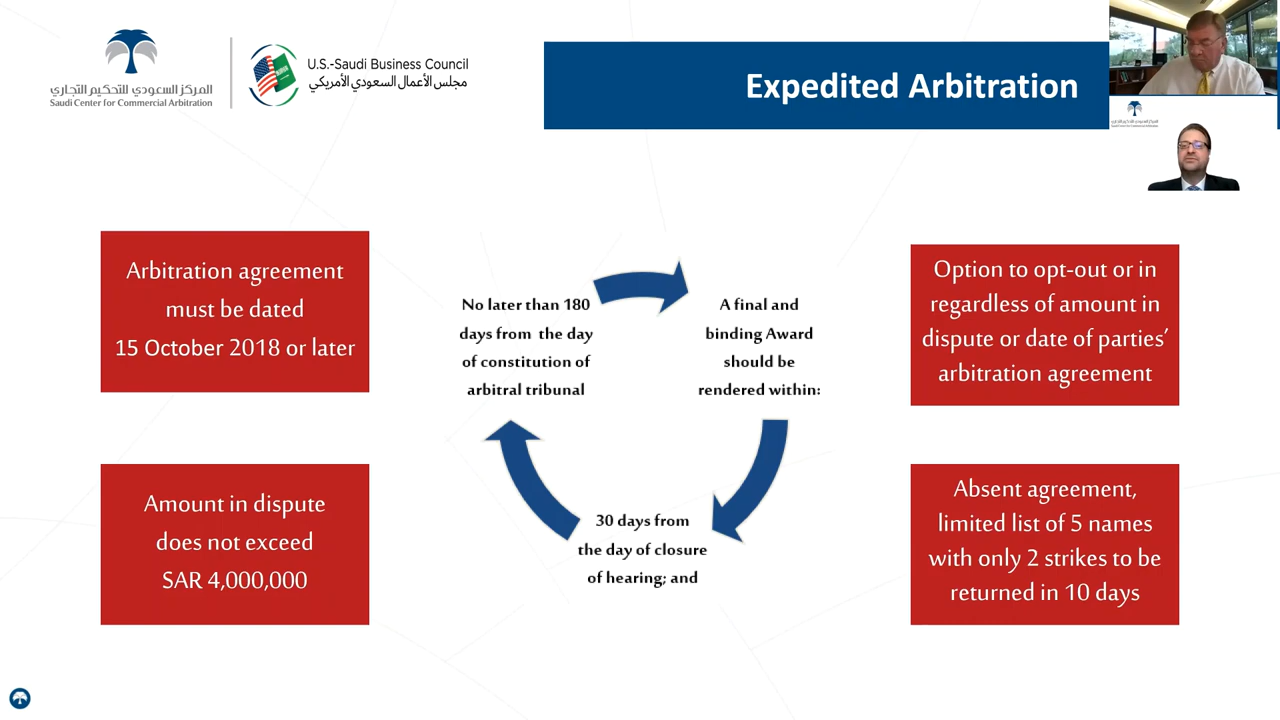 المركز السعودي للتحكيم التجاري
Saudi Center for Commercial Arbitration
U.S.-Saudi Business Council
مجلس الأعمال السعودي الأمريكي
Expedited Arbitration
Arbitration agreement
must be dated
15 October 2018 or later
Amount in dispute
does not exceed
SAR 4,000,000
No later than 180
days from the day
of constitution of
arbitral tribunal
A final and
binding Award
should be
rendered within:
30 days from
the day of closure
of hearing; and
Option to opt-out or in
regardless of amount in
dispute or date of parties’
arbitration agreement
Absent agreement,
limited list of 5 names
with only 2 strikes to be
returned in 10 days